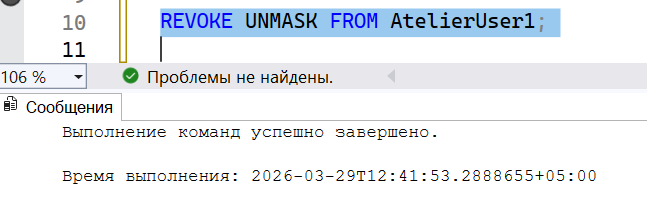 10 REVOKE UNMASK FROM AtelierUser1;
11
106 % Проблемы не найдены.
Сообщения
Выполнение команд успешно завершено.
Время выполнения: 2026-03-29T12:41:53.2888655+05:00